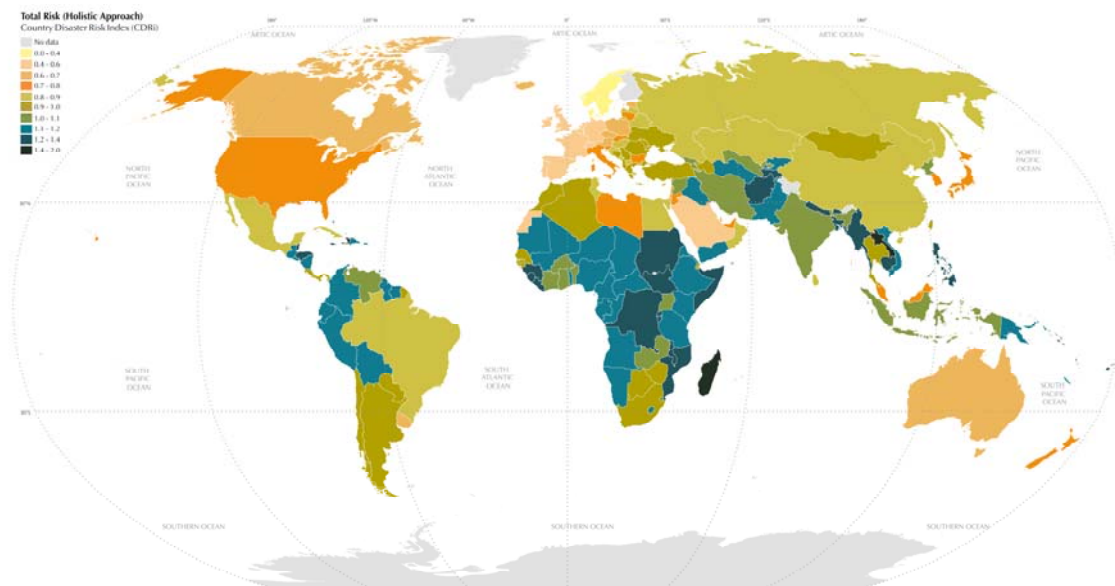 Total Risk (Holistic Approach)
Country Disaster Risk Index (CDRi)
No data
0.0 - 0.4
0.4 - 0.6
0.6 - 0.7
0.7 - 0.8
0.8 - 0.9
0.9 - 1.0
1.0 - 1.1
1.1 - 1.2
1.2 - 1.4
1.4 - 2.0
ARTIC OCEAN
ARTIC OCEAN
ARTIC OCEAN
NORTH
PACIFIC
OCEAN
NORTH
ATLANTIC
OCEAN
NORTH
PACIFIC
OCEAN
SOUTH
PACIFIC
OCEAN
SOUTH
ATLANTIC
OCEAN
SOUTH
PACIFIC
OCEAN
SOUTHERN OCEAN
SOUTHERN OCEAN
SOUTHERN OCEAN